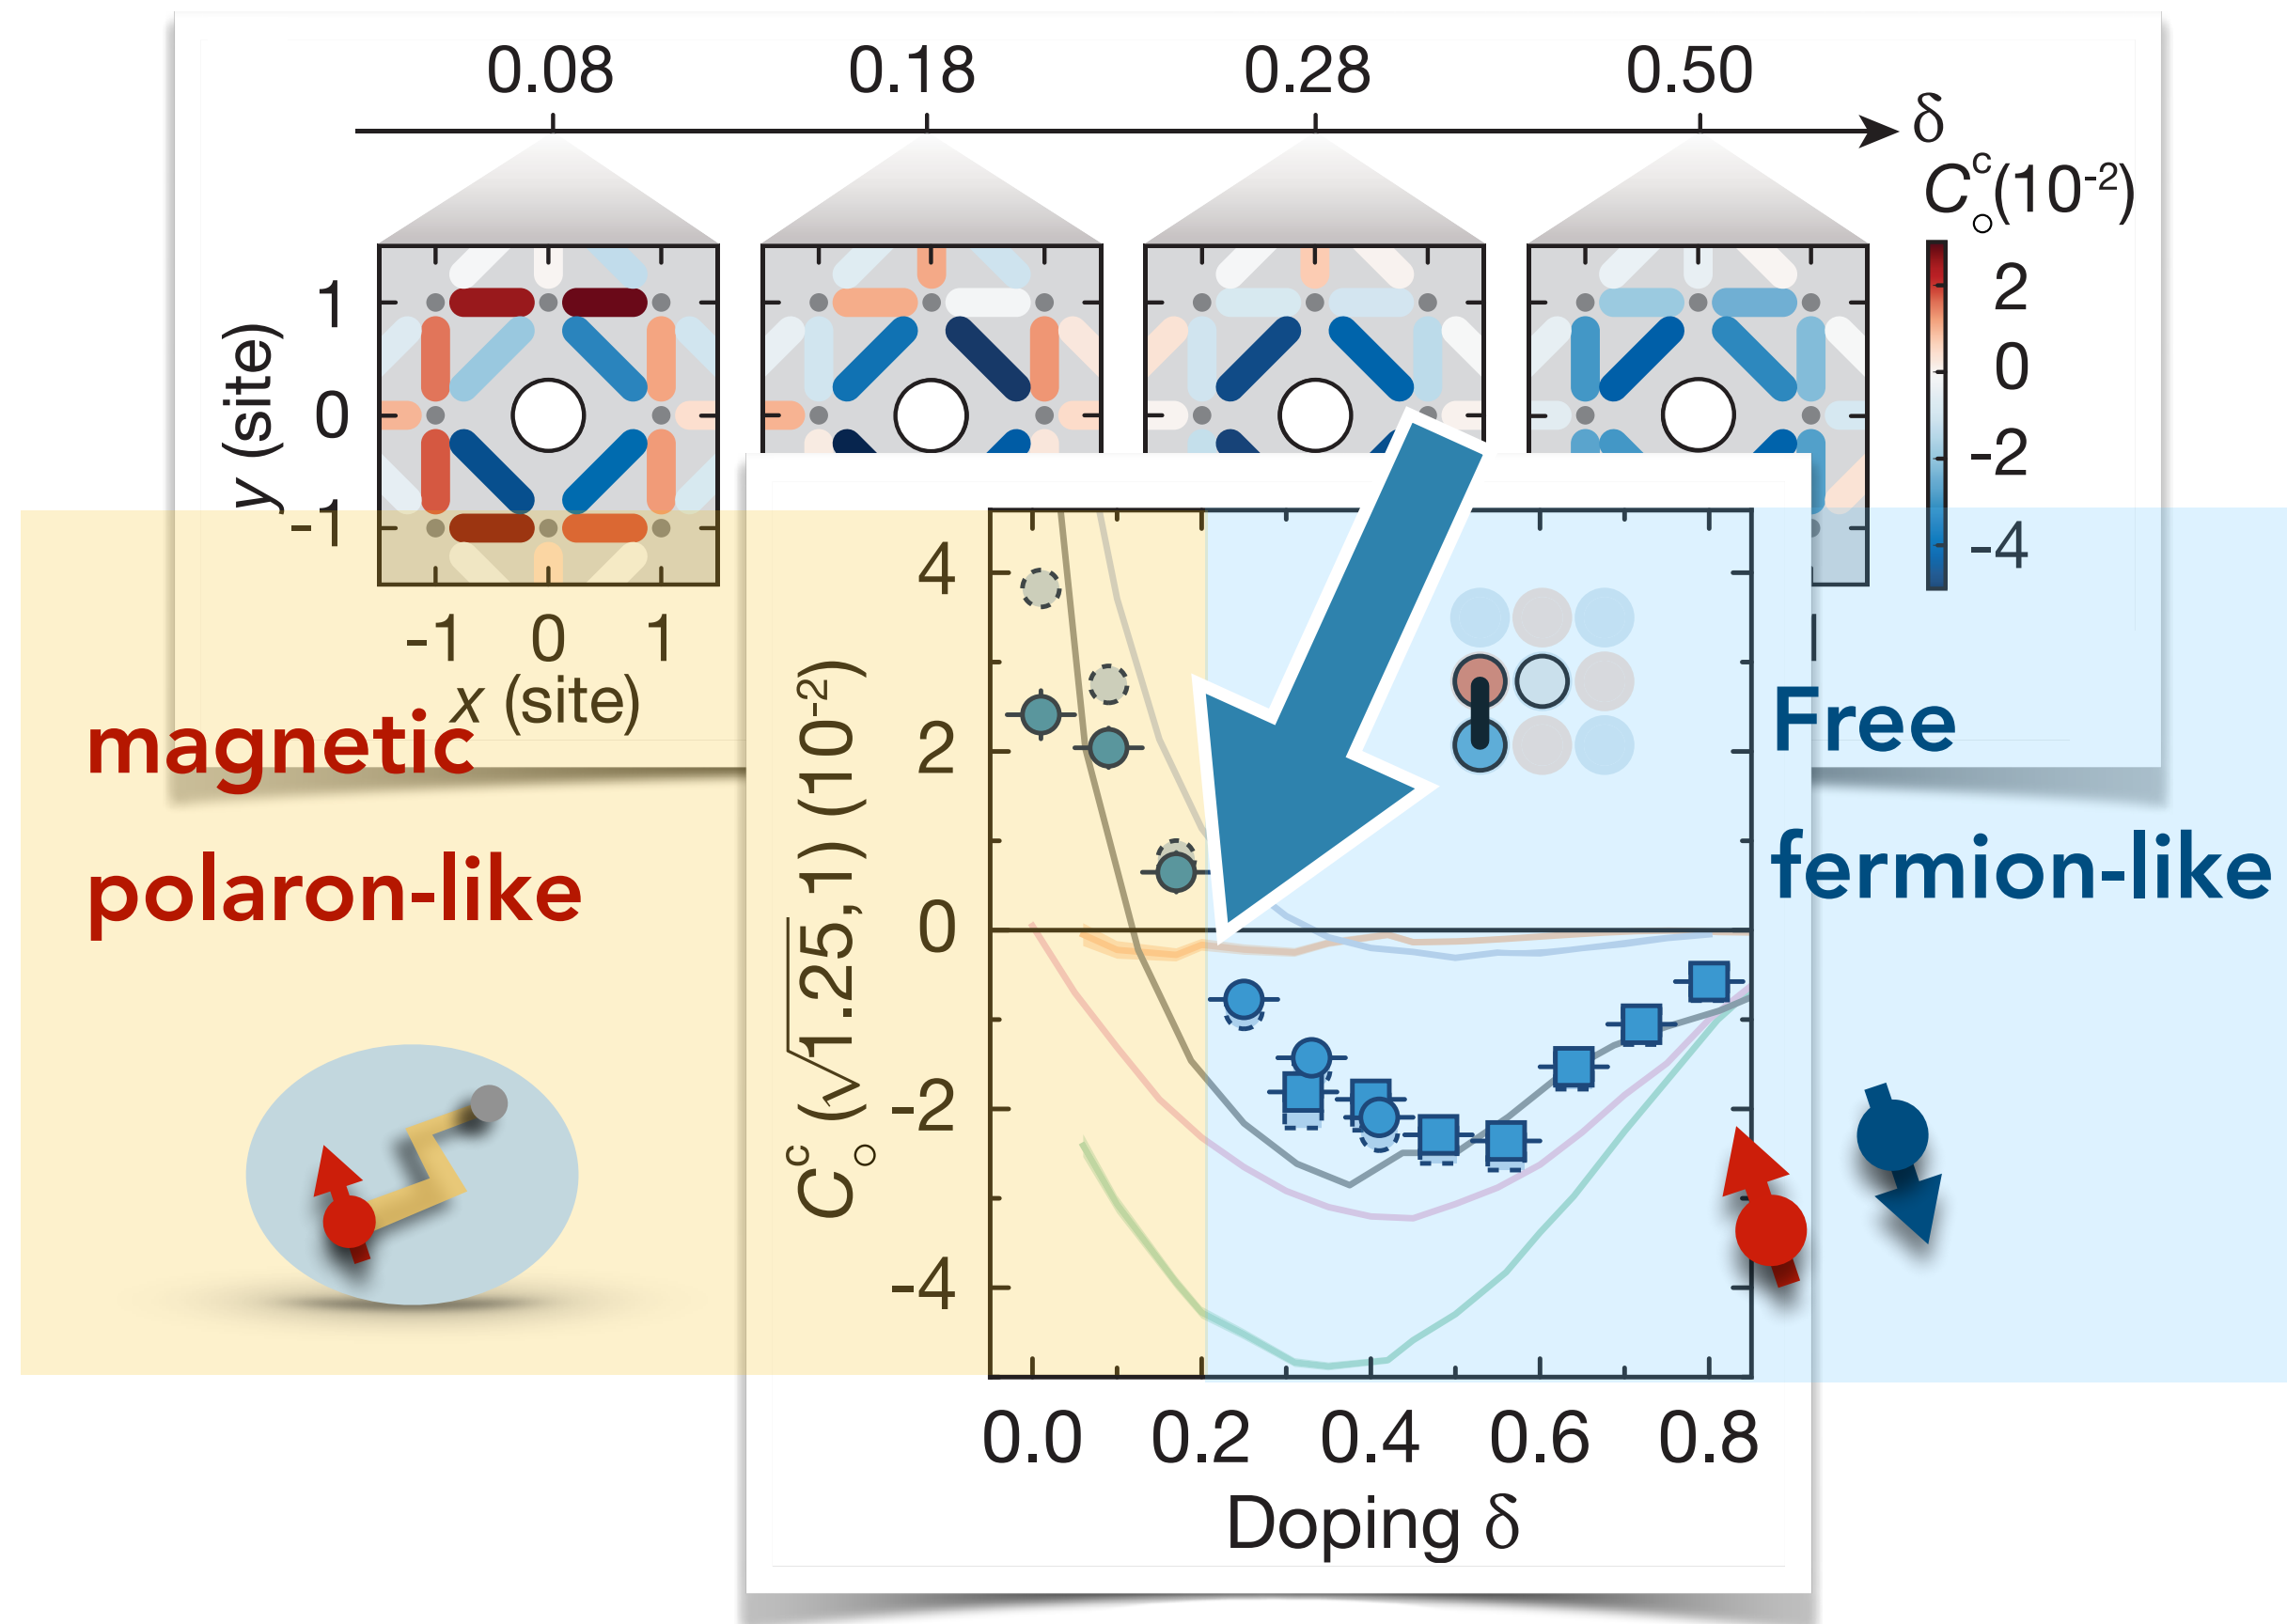 0.08 0.18 0.28 0.50
δ
C○ᶜ(10⁻²)
2
0
-2
-4
y (site)
1
0
-1
-1 0 1
x (site)
magnetic
polaron-like
Free
fermion-like
C○ᶜ (√1.25,1) (10⁻²)
4
2
0
-2
-4
0.0 0.2 0.4 0.6 0.8
Doping δ